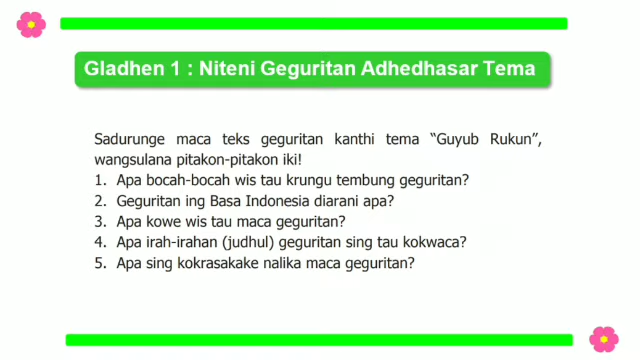 Gladhen 1 : Niteni Geguritan Adhedhasar Tema
Sadurunge maca teks geguritan kanthi tema “Guyub Rukun”,
wangsulana pitakon-pitakon iki!
1. Apa bocah-bocah wis tau krungu tembung geguritan?
2. Geguritan ing Basa Indonesia diarani apa?
3. Apa kowe wis tau maca geguritan?
4. Apa irah-irahan (judhul) geguritan sing tau kokwaca?
5. Apa sing kokrasakake nalika maca geguritan?